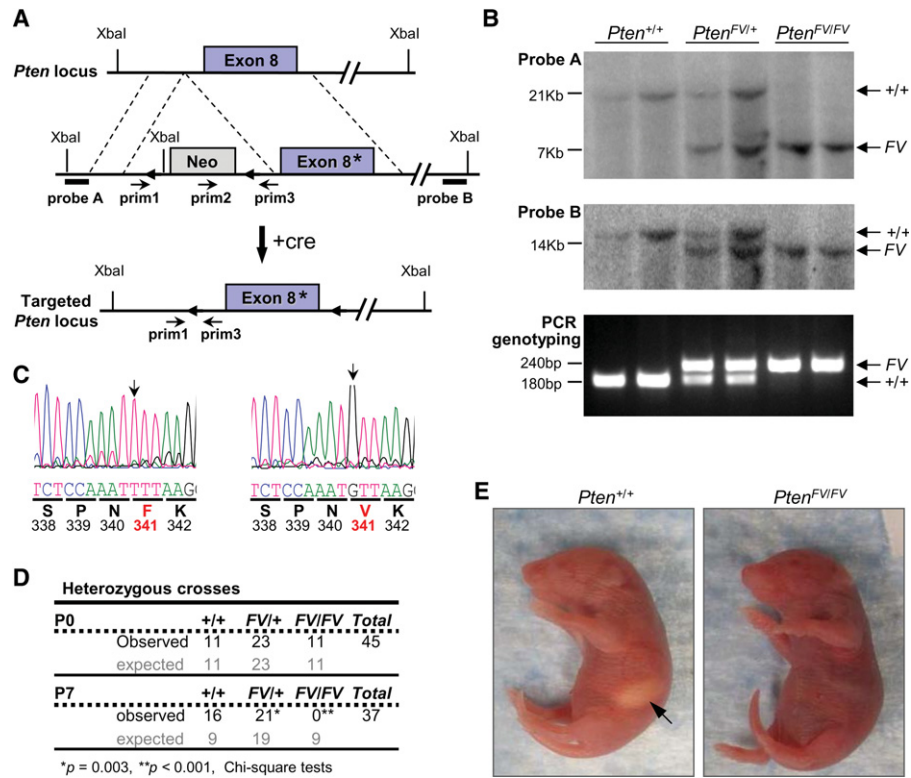 A
XbaI
XbaI
Pten locus
Exon 8
XbaI
XbaI
XbaI
Neo
Exon 8*
probe A
prim1
prim2
prim3
probe B
+cre
XbaI
XbaI
Targeted
Pten locus
Exon 8*
prim1
prim3
B
Pten+/+
PtenFV/+
PtenFV/FV
Probe A
21Kb
+/+
7Kb
FV
Probe B
14Kb
+/+
FV
PCR
genotyping
240bp
FV
180bp
+/+
C
TCTCCAAATTTTAAG
S P N F K
338 339 340 341 342
TCTCCAAATGTTAAG
S P N V K
338 339 340 341 342
D
Heterozygous crosses
P0 +/+ FV/+ FV/FV Total
Observed 11 23 11 45
expected 11 23 11
P7 +/+ FV/+ FV/FV Total
observed 16 21* 0** 37
expected 9 19 9
*p = 0.003, **p < 0.001, Chi-square tests
E
Pten+/+
PtenFV/FV